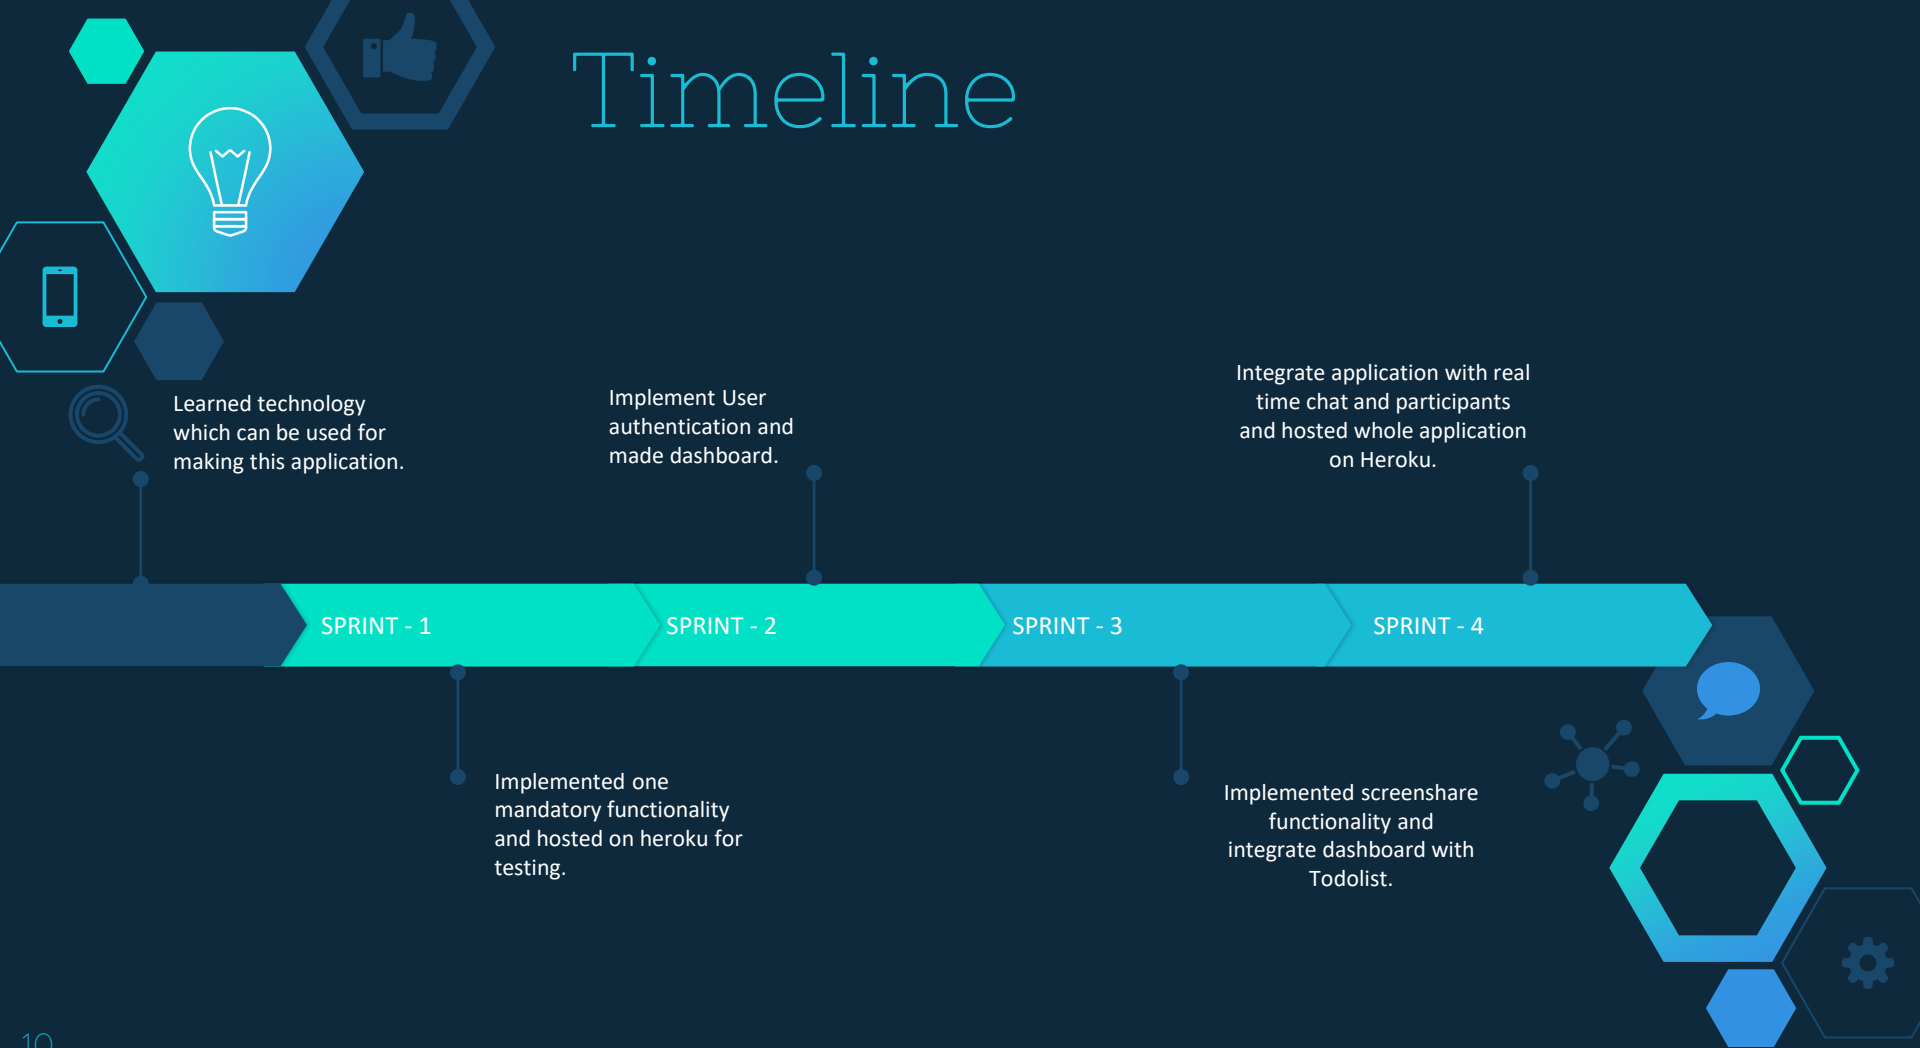 Timeline
Learned technology
which can be used for
making this application.
Implement User
authentication and
made dashboard.
Integrate application with real
time chat and participants
and hosted whole application
on Heroku.
SPRINT - 1
SPRINT - 2
SPRINT - 3
SPRINT - 4
Implemented one
mandatory functionality
and hosted on heroku for
testing.
Implemented screenshare
functionality and
integrate dashboard with
Todolist.
10